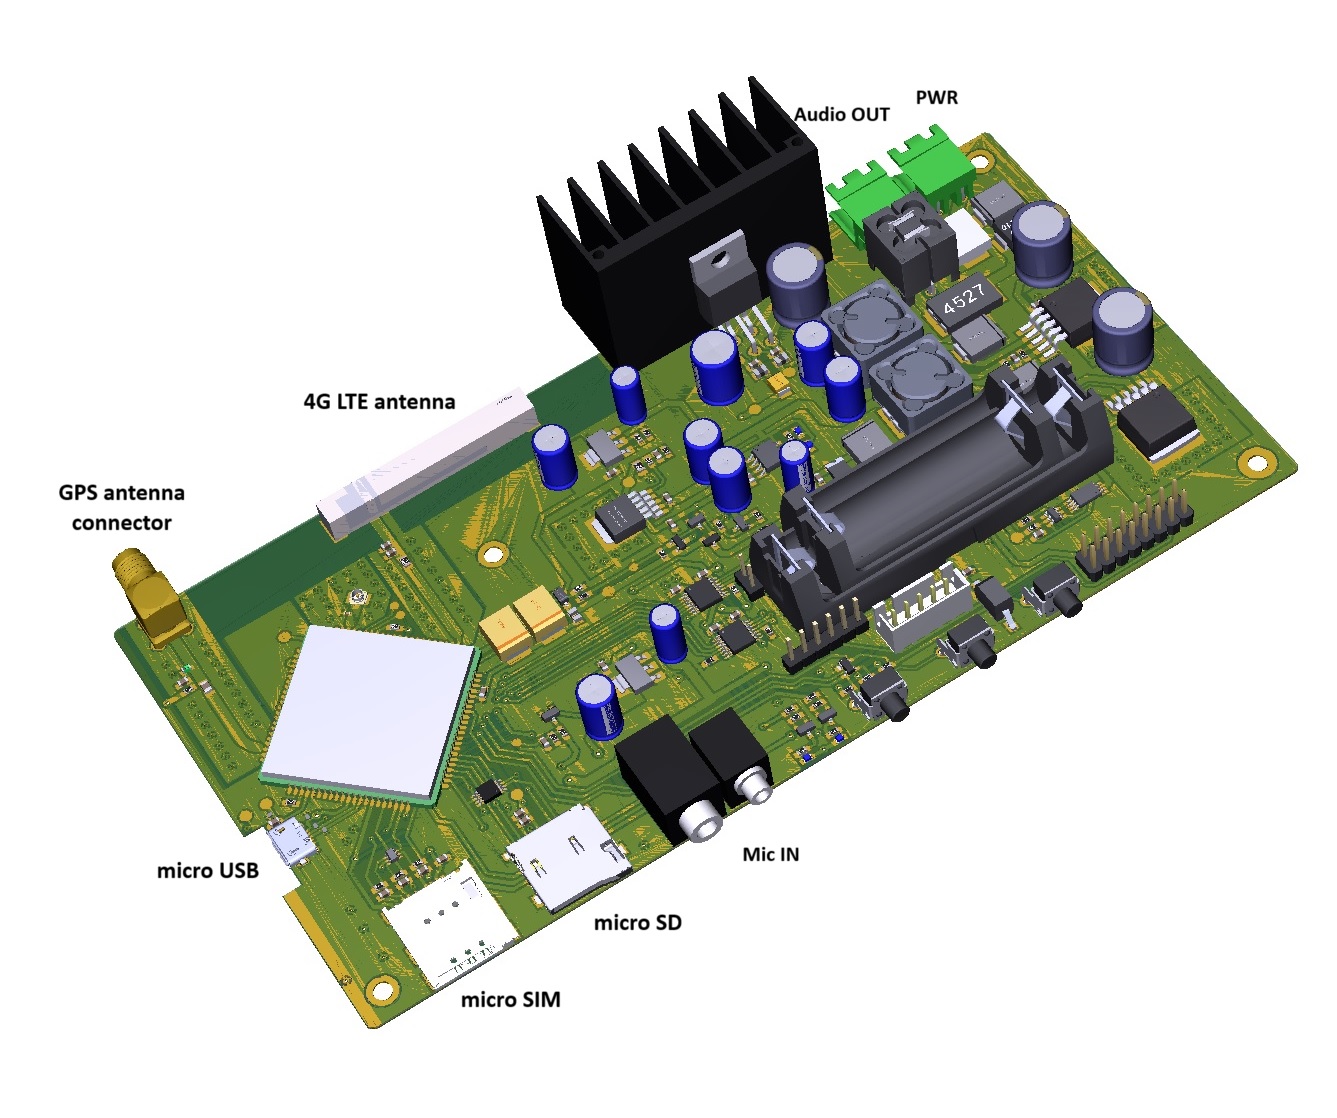 PWR
Audio OUT
4G LTE antenna
4527
GPS antenna
connector
micro USB
Mic IN
micro SD
micro SIM